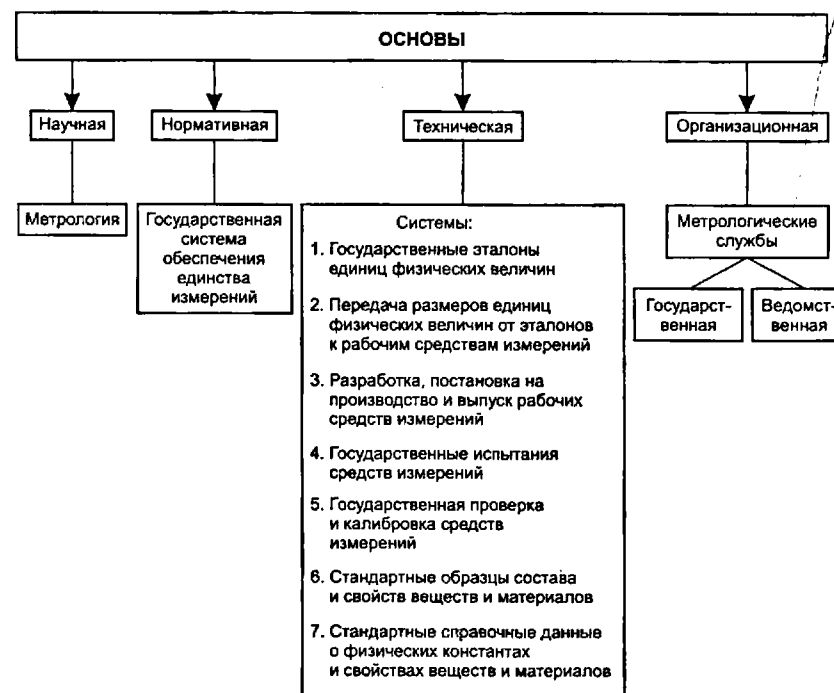 ОСНОВЫ
Научная
Нормативная
Техническая
Организационная
Метрология
Государственная
система
обеспечения
единства
измерений
Системы:
1. Государственные эталоны
единиц физических величин
2. Передача размеров единиц
физических величин от эталонов
к рабочим средствам измерений
3. Разработка, постановка на
производство и выпуск рабочих
средств измерений
4. Государственные испытания
средств измерений
5. Государственная проверка
и калибровка средств
измерений
6. Стандартные образцы состава
и свойств веществ и материалов
7. Стандартные справочные данные
о физических константах
и свойствах веществ и материалов
Метрологические
службы
Государст-
венная
Ведомст-
венная